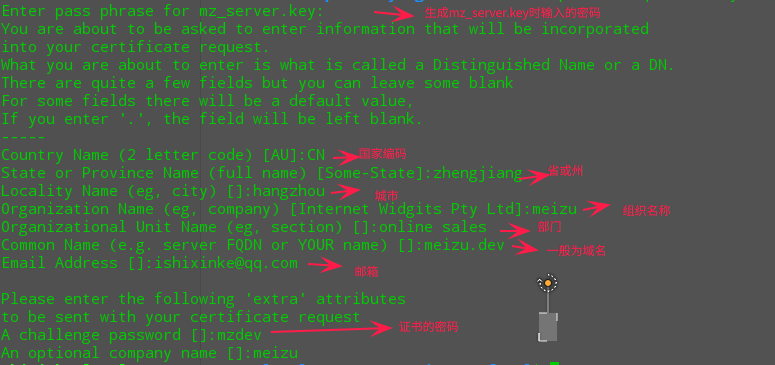 Enter pass phrase for mz_server.key: 生成mz_server.key时输入的密码
You are about to be asked to enter information that will be incorporated
into your certificate request.
What you are about to enter is what is called a Distinguished Name or a DN.
There are quite a few fields but you can leave some blank
For some fields there will be a default value,
If you enter '.', the field will be left blank.
-----
Country Name (2 letter code) [AU]:CN 国家编码
State or Province Name (full name) [Some-State]:zhengjiang 省或州
Locality Name (eg, city) []:hangzhou 城市
Organization Name (eg, company) [Internet Widgits Pty Ltd]:meizu 组织名称
Organizational Unit Name (eg, section) []:online sales 部门
Common Name (e.g. server FQDN or YOUR name) []:meizu.dev 一般为域名
Email Address []:ishixinke@qq.com 邮箱
Please enter the following 'extra' attributes
to be sent with your certificate request
A challenge password []:mzdev 证书的密码
An optional company name []:meizu